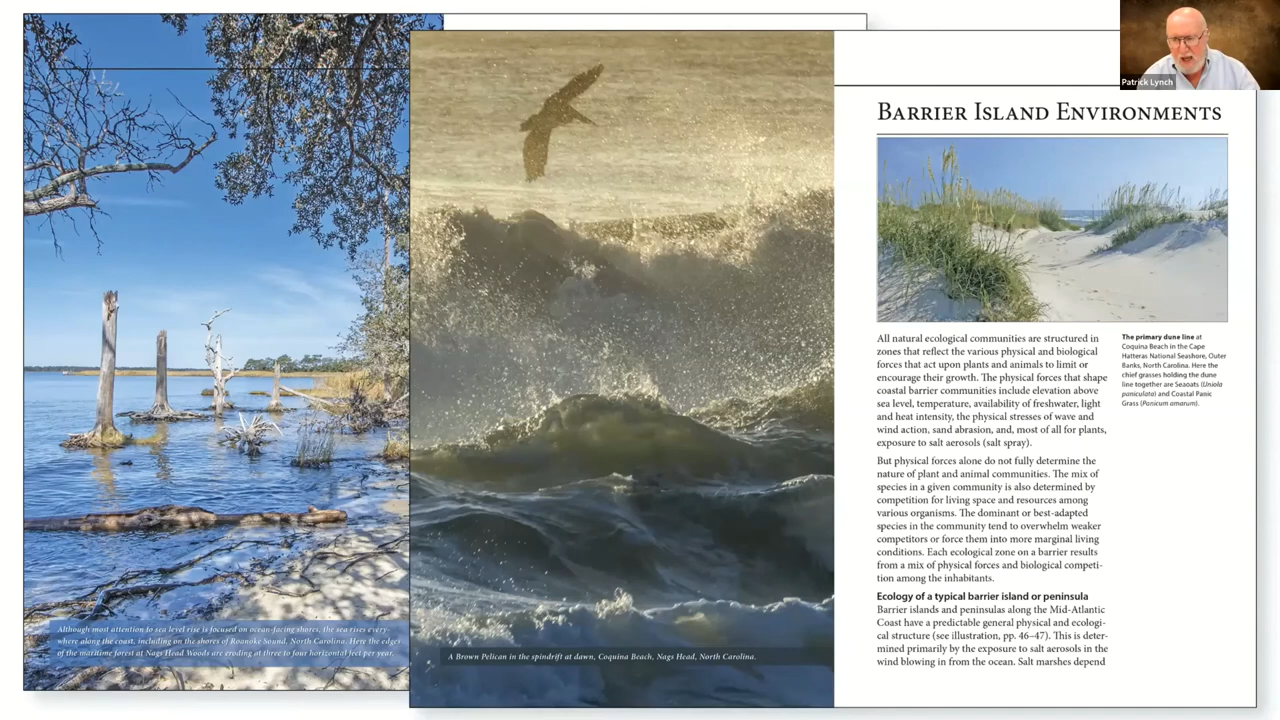 Patrick Lynch
Although most attention to sea level rise is focused on ocean-facing shores, the sea rises every-
where along the coast, including on the shores of Roanoke Sound, North Carolina. Here the edges
of the maritime forest at Nags Head Woods are eroding at three to four horizontal feet per year.
A Brown Pelican in the spindrift at dawn, Coquina Beach, Nags Head, North Carolina.
Barrier Island Environments
All natural ecological communities are structured in
zones that reflect the various physical and biological
forces that act upon plants and animals to limit or
encourage their growth. The physical forces that shape
coastal barrier communities include elevation above
sea level, temperature, availability of freshwater, light
and heat intensity, the physical stresses of wave and
wind action, sand abrasion, and, most of all for plants,
exposure to salt aerosols (salt spray).
But physical forces alone do not fully determine the
nature of plant and animal communities. The mix of
species in a given community is also determined by
competition for living space and resources among
various organisms. The dominant or best-adapted
species in the community tend to overwhelm weaker
competitors or force them into more marginal living
conditions. Each ecological zone on a barrier results
from a mix of physical forces and biological competi-
tion among the inhabitants.
Ecology of a typical barrier island or peninsula
Barrier islands and peninsulas along the Mid-Atlantic
Coast have a predictable general physical and ecologi-
cal structure (see illustration, pp. 46–47). This is deter-
mined primarily by the exposure to salt aerosols in the
wind blowing in from the ocean. Salt marshes depend
The primary dune line at
Coquina Beach in the Cape
Hatteras National Seashore, Outer
Banks, North Carolina. Here the
chief grasses holding the dune
line together are Seaoats (Uniola
paniculata) and Coastal Panic
Grass (Panicum amarum).